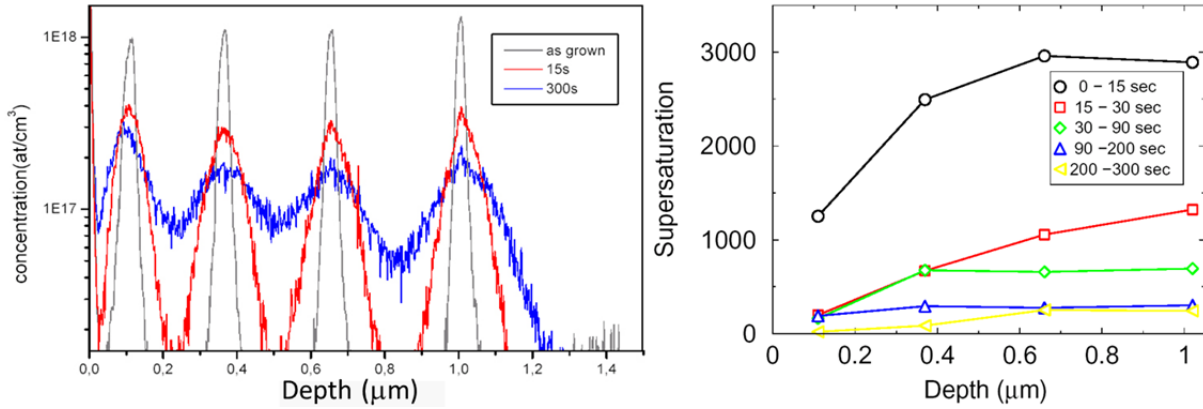 concentration(at/cm³)
1E18
1E17
as grown
15s
300s
0,0 0,2 0,4 0,6 0,8 1,0 1,2 1,4
Depth (μm)
Supersaturation
3000
2000
1000
0
0 – 15 sec
15 – 30 sec
30 – 90 sec
90 –200 sec
200 –300 sec
0 0.2 0.4 0.6 0.8 1
Depth (μm)